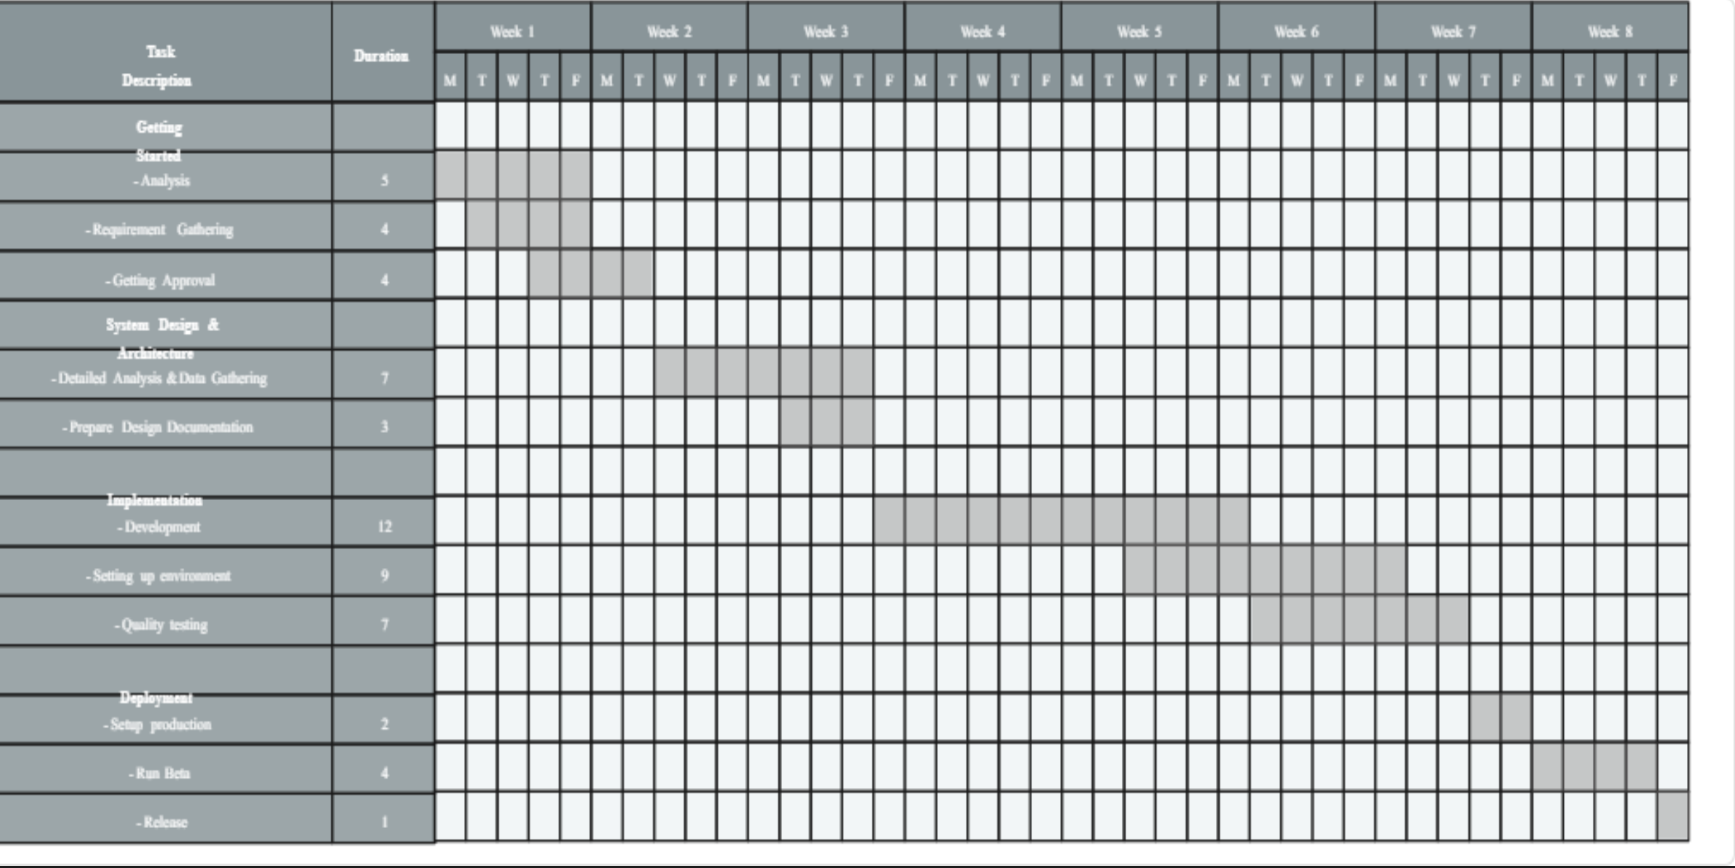 Task
Description
Duration
Week 1 Week 2 Week 3 Week 4 Week 5 Week 6 Week 7 Week 8
M T W T F M T W T F M T W T F M T W T F M T W T F M T W T F M T W T F M T W T F
Getting
Started
- Analysis 5
- Requirement Gathering 4
- Getting Approval 4
System Design &
Architecture
- Detailed Analysis & Data Gathering 7
- Prepare Design Documentation 3
Implementation
- Development 12
- Setting up environment 9
- Quality testing 7
Deployment
- Setup production 2
- Run Beta 4
- Release 1